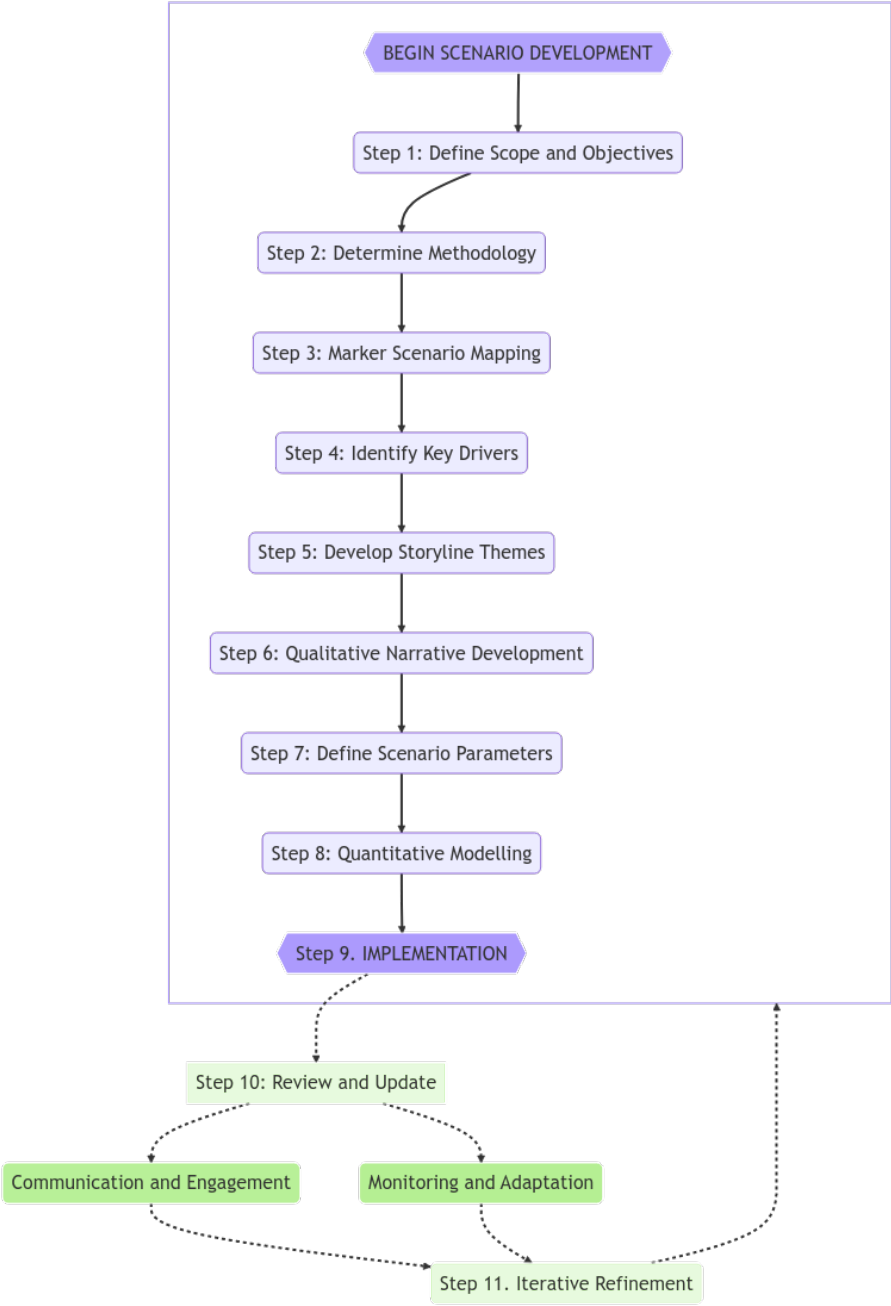 BEGIN SCENARIO DEVELOPMENT
Step 1: Define Scope and Objectives
Step 2: Determine Methodology
Step 3: Marker Scenario Mapping
Step 4: Identify Key Drivers
Step 5: Develop Storyline Themes
Step 6: Qualitative Narrative Development
Step 7: Define Scenario Parameters
Step 8: Quantitative Modelling
Step 9. IMPLEMENTATION
Step 10: Review and Update
Communication and Engagement
Monitoring and Adaptation
Step 11. Iterative Refinement